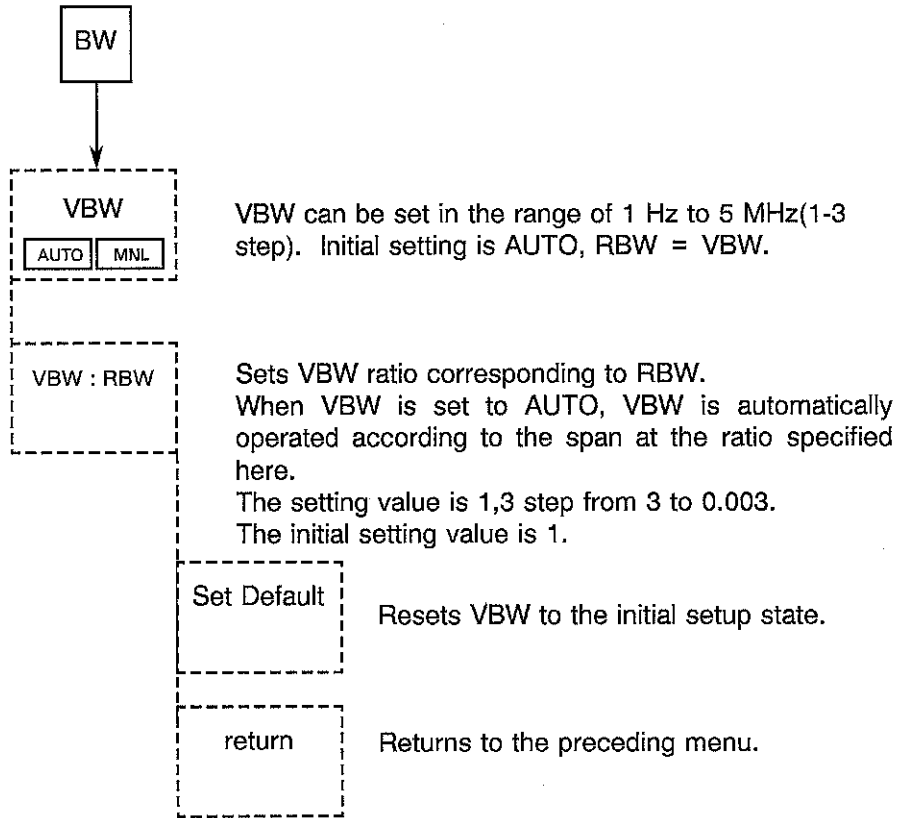 BW
VBW
AUTO MNL
VBW can be set in the range of 1 Hz to 5 MHz(1-3
step). Initial setting is AUTO, RBW = VBW.
VBW : RBW
Sets VBW ratio corresponding to RBW.
When VBW is set to AUTO, VBW is automatically
operated according to the span at the ratio specified
here.
The setting value is 1,3 step from 3 to 0.003.
The initial setting value is 1.
Set Default
Resets VBW to the initial setup state.
return
Returns to the preceding menu.